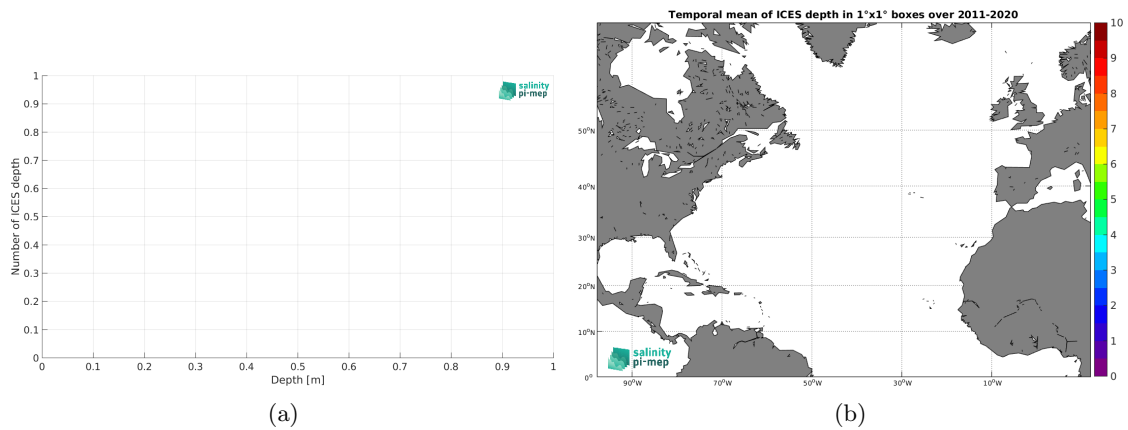 Temporal mean of ICES depth in 1°x1° boxes over 2011-2020
salinity
pi-mep
Number of ICES depth
1
0.9
0.8
0.7
0.6
0.5
0.4
0.3
0.2
0.1
0
0 0.1 0.2 0.3 0.4 0.5 0.6 0.7 0.8 0.9 1
Depth [m]
(a)
50°N
40°N
30°N
20°N
10°N
0°
90°W 70°W 50°W 30°W 10°W
salinity
pi-mep
10
9
8
7
6
5
4
3
2
1
0
(b)